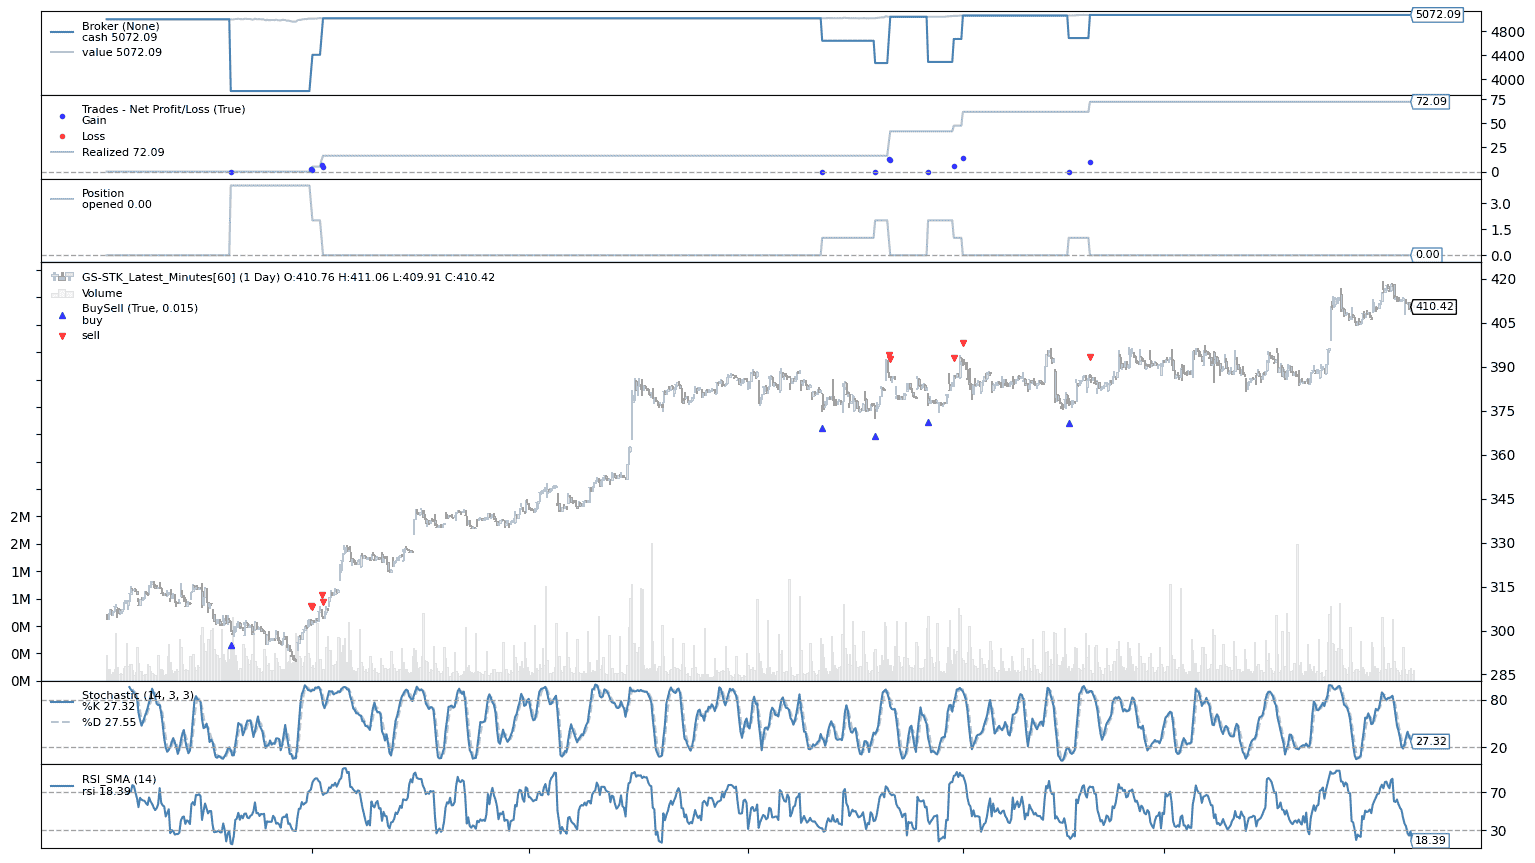 Broker (None)
cash 5072.09
value 5072.09
5072.09
4800
4400
4000
Trades - Net Profit/Loss (True)
Gain
Loss
Realized 72.09
75
72.09
50
25
0
Position
opened 0.00
3.0
1.5
0.0
0.00
GS-STK_Latest_Minutes[60] (1 Day) O:410.76 H:411.06 L:409.91 C:410.42
Volume
BuySell (True, 0.015)
buy
sell
420
410.42
405
390
375
360
345
330
315
300
285
2M
2M
1M
1M
0M
0M
0M
Stochastic (14, 3, 3)
%K 27.32
%D 27.55
80
27.32
20
RSI_SMA (14)
rsi 18.39
70
30
18.39